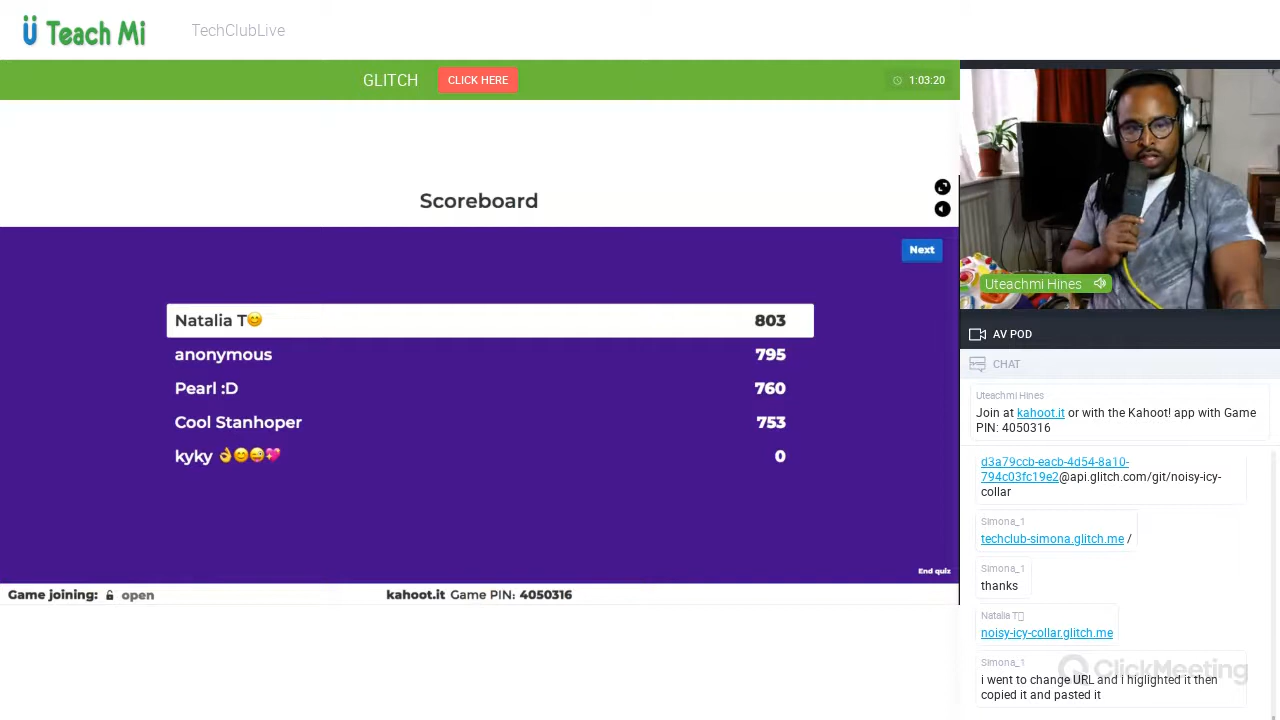 Ü Teach Mi
TechClubLive
GLITCH
CLICK HERE
1:03:20
Scoreboard
Next
Natalia T😊 803
anonymous 795
Pearl :D 760
Cool Stanhoper 753
kyky 👌😊😜💖 0
End quiz
Game joining: open
kahoot.it Game PIN: 4050316
Uteachmi Hines
AV POD
CHAT
Uteachmi Hines
Join at kahoot.it or with the Kahoot! app with Game
PIN: 4050316
d3a79ccb-eacb-4d54-8a10-
794c03fc19e2@api.glitch.com/git/noisy-icy-
collar
Simona_1
techclub-simona.glitch.me /
Simona_1
thanks
Natalia T
noisy-icy-collar.glitch.me
Simona_1
i went to change URL and i higlighted it then
copied it and pasted it
ClickMeeting